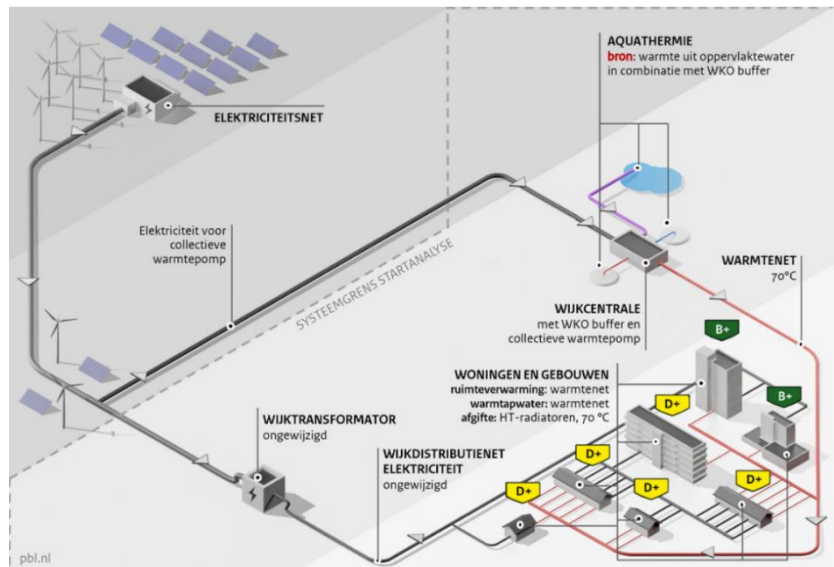 AQUATHERMIE
bron: warmte uit oppervlaktewater
in combinatie met WKO buffer
ELEKTRICITEITSNET
Elektriciteit voor
collectieve
warmtepomp
SYSTEEMGRENS STARTANALYSE
WARMTENET
70°C
WIJKCENTRALE
met WKO buffer en
collectieve warmtepomp
B+
WONINGEN EN GEBOUWEN
ruimteverwarming: warmtenet
warmtapwater: warmtenet
afgifte: HT-radiatoren, 70 °C
D+
B+
WIJKTRANSFORMATOR
ongewijzigd
WIJKDISTRIBUTIENET
ELEKTRICITEIT
ongewijzigd
D+
D+
D+
D+
pbl.nl